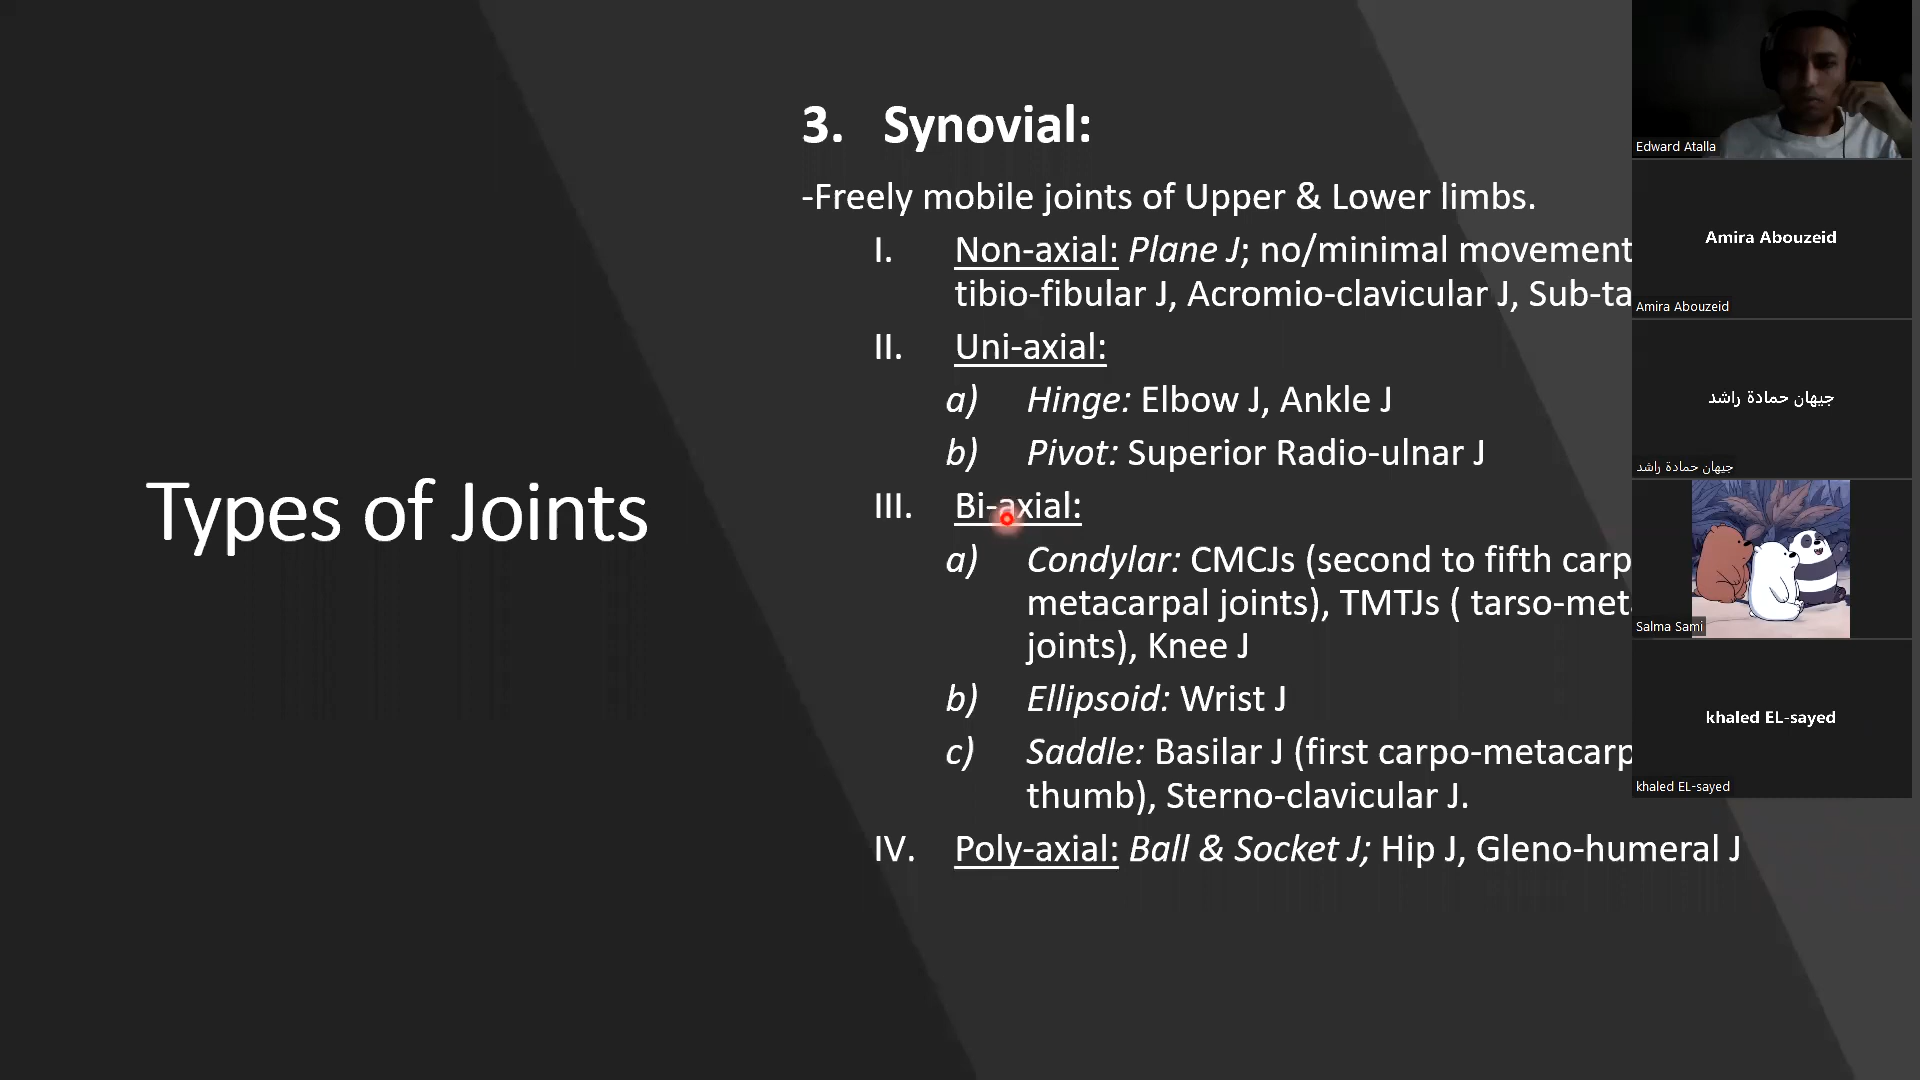 Types of Joints
3. Synovial:
-Freely mobile joints of Upper & Lower limbs.
I. Non-axial: Plane J; no/minimal movement
tibio-fibular J, Acromio-clavicular J, Sub-ta
II. Uni-axial:
a) Hinge: Elbow J, Ankle J
b) Pivot: Superior Radio-ulnar J
III. Bi-axial:
a) Condylar: CMCJs (second to fifth carp
metacarpal joints), TMTJs ( tarso-met
joints), Knee J
b) Ellipsoid: Wrist J
c) Saddle: Basilar J (first carpo-metacarp
thumb), Sterno-clavicular J.
IV. Poly-axial: Ball & Socket J; Hip J, Gleno-humeral J
Edward Atalla
Amira Abouzeid
Amira Abouzeid
جيهان حمادة راشد
جيهان حمادة راشد
Salma Sami
khaled EL-sayed
khaled EL-sayed